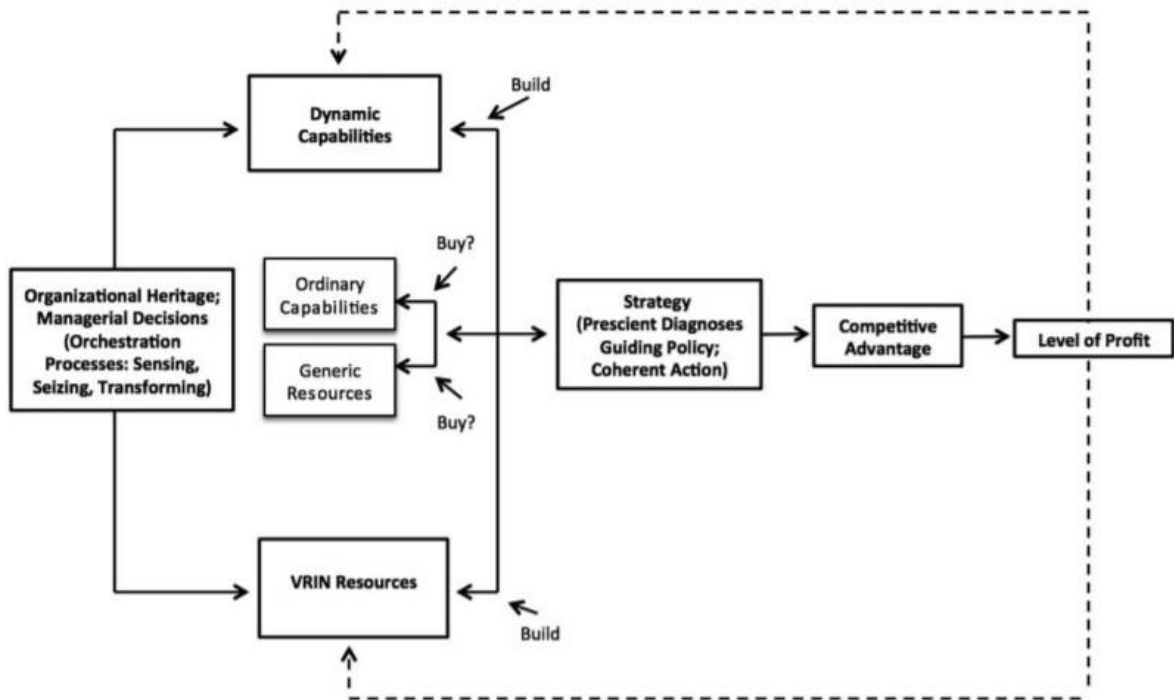 Build
Dynamic
Capabilities
Buy?
Organizational Heritage;
Managerial Decisions
(Orchestration
Processes: Sensing,
Seizing, Transforming)
Ordinary
Capabilities
Generic
Resources
Buy?
Strategy
(Prescient Diagnoses
Guiding Policy;
Coherent Action)
Competitive
Advantage
Level of Profit
VRIN Resources
Build